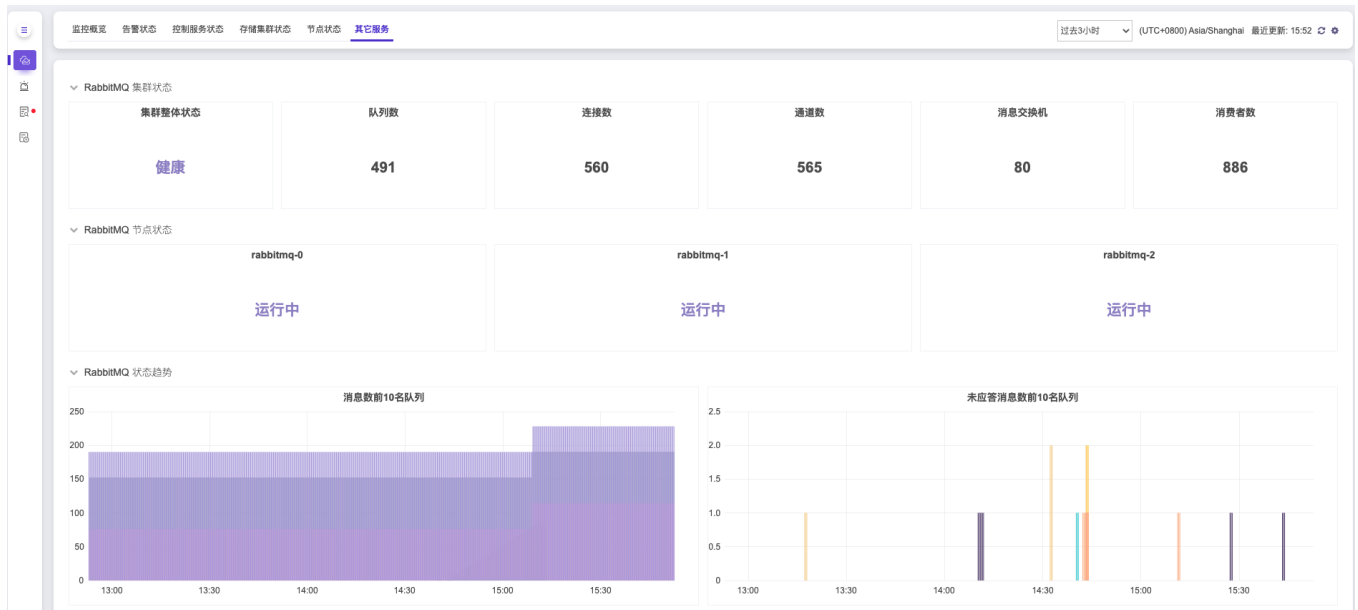 监控概览 告警状态 控制服务状态 存储集群状态 节点状态 其它服务 过去3小时 (UTC+0800) Asia/Shanghai 最近更新: 15:52
RabbitMQ 集群状态
集群整体状态 队列数 连接数 通道数 消息交换机 消费者数
健康 491 560 565 80 886
RabbitMQ 节点状态
rabbitmq-0 rabbitmq-1 rabbitmq-2
运行中 运行中 运行中
RabbitMQ 状态趋势
消息数前10名队列
250
200
150
100
50
0
13:00 13:30 14:00 14:30 15:00 15:30
未应答消息数前10名队列
2.5
2.0
1.5
1.0
0.5
0
13:00 13:30 14:00 14:30 15:00 15:30